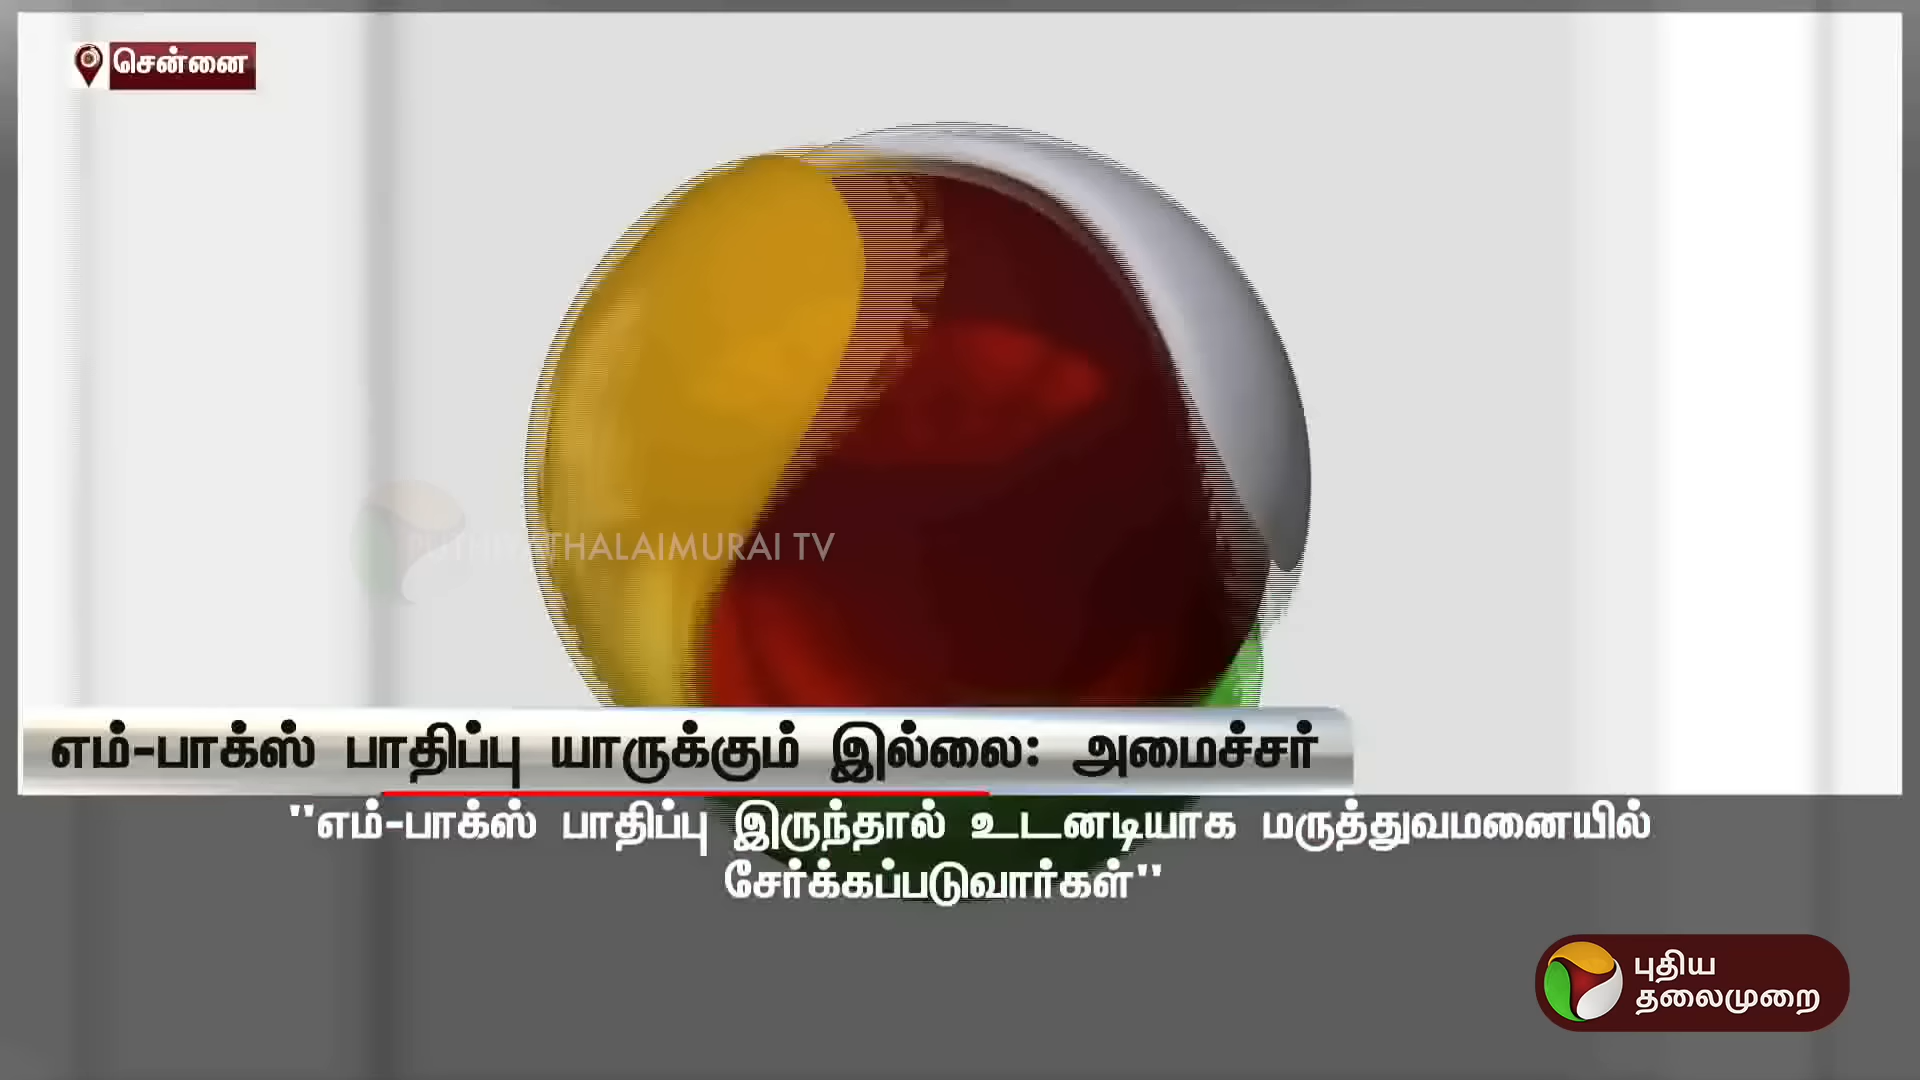 சென்னை
PUTHIYATHALAIMURAI TV
எம்-பாக்ஸ் பாதிப்பு யாருக்கும் இல்லை: அமைச்சர்
"எம்-பாக்ஸ் பாதிப்பு இருந்தால் உடனடியாக மருத்துவமனையில்
சேர்க்கப்படுவார்கள்"
புதிய
தலைமுறை